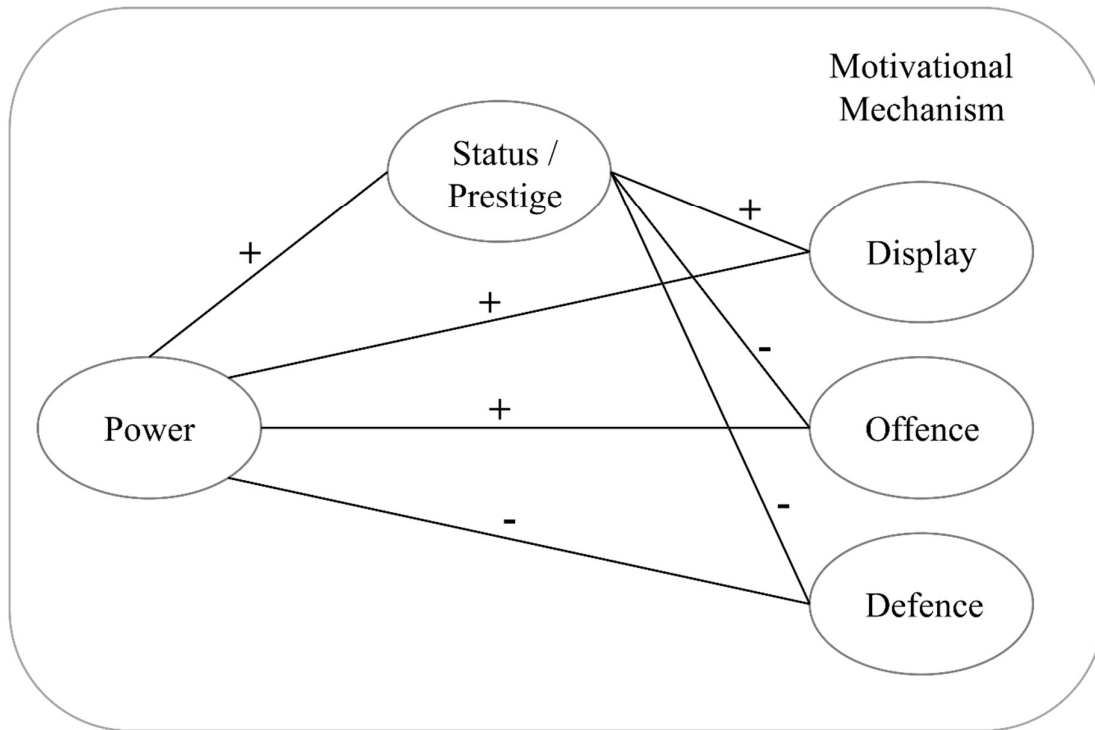 Motivational
Mechanism
Status /
Prestige
+
Display
+
+
-
Power
+
Offence
-
-
Defence